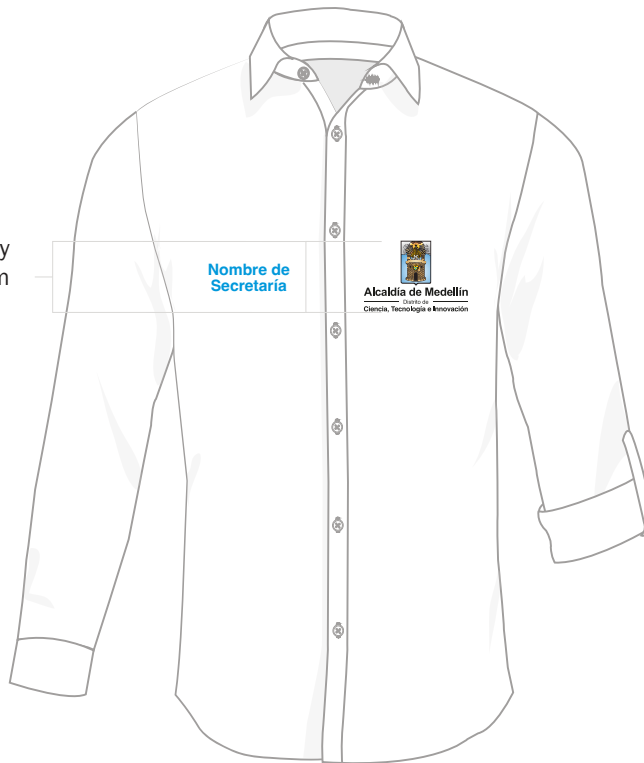 y
m
Nombre de
Secretaría
Alcaldía de Medellín
Distrito de
Ciencia, Tecnología e Innovación